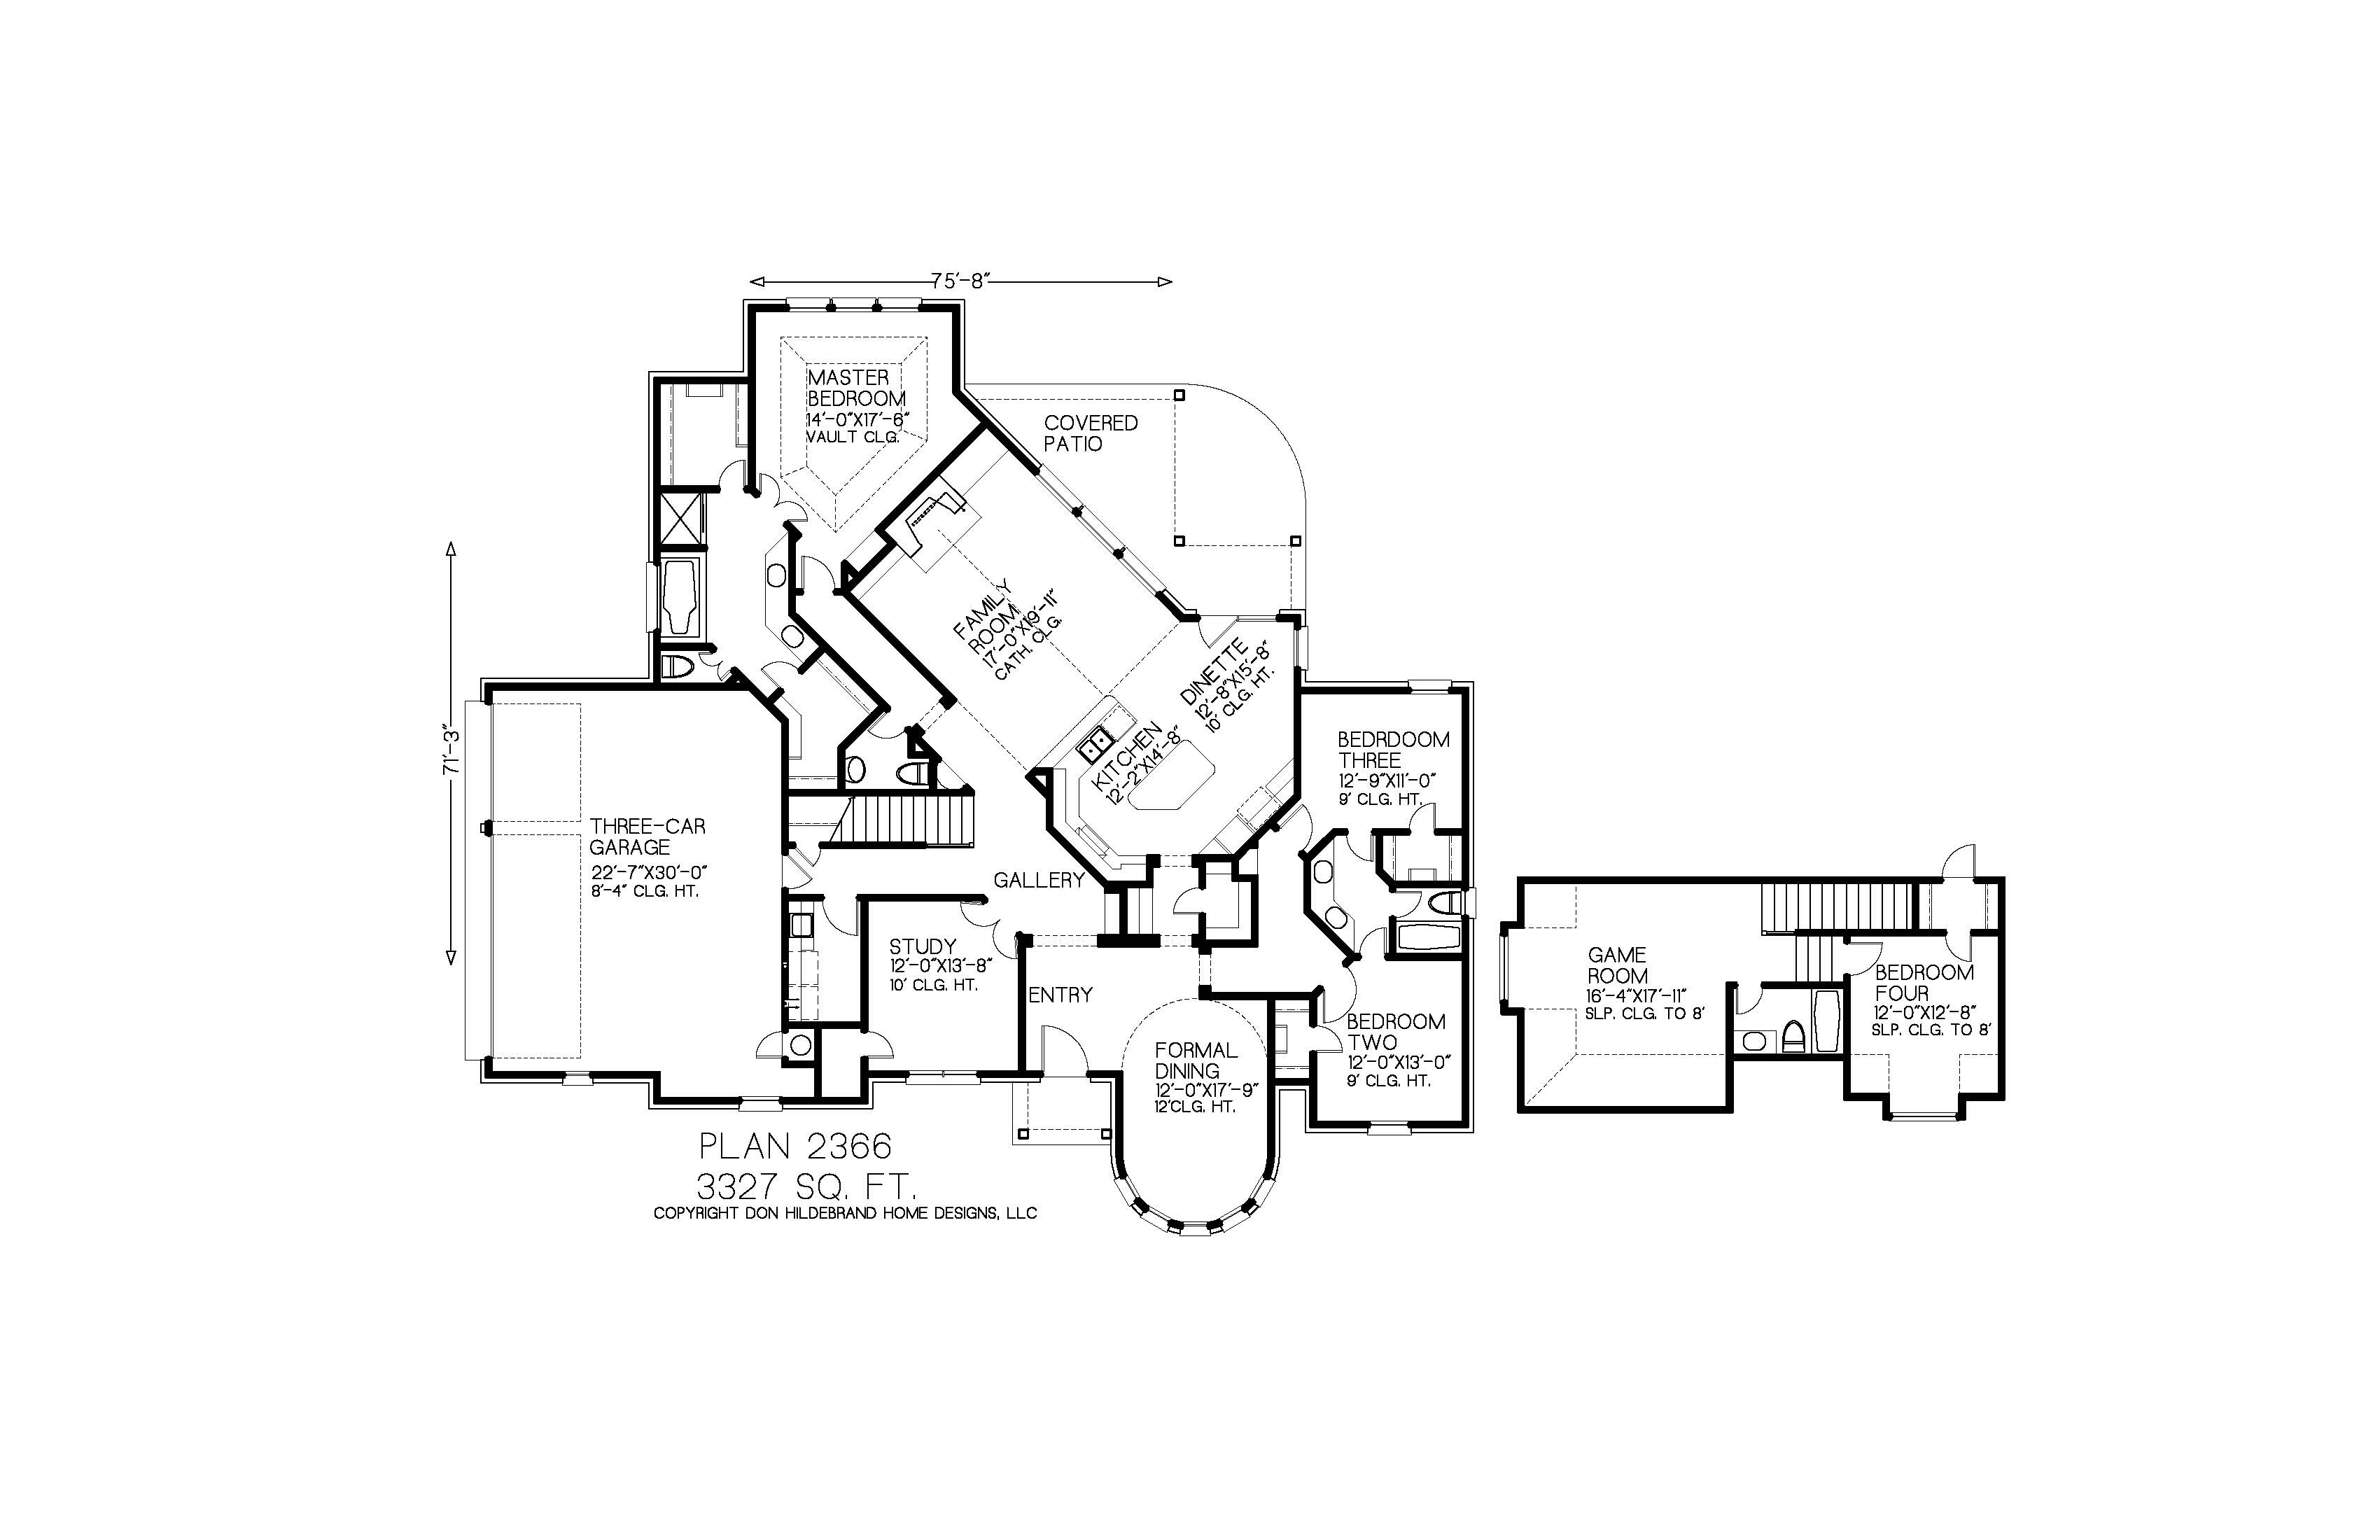 75'-8"
MASTER
BEDROOM
14'-0"X17'-6"
VAULT CLG.
COVERED
PATIO
FAMILY
ROOM
17'-0"X19'-11"
CATH. CLG.
DINETTE
12'-8"X15'-8"
10' CLG. HT.
KITCHEN
12'-2"X14'-8"
71'-3"
BEDRDOOM
THREE
12'-9"X11'-0"
9' CLG. HT.
THREE-CAR
GARAGE
22'-7"X30'-0"
8'-4" CLG. HT.
GALLERY
STUDY
12'-0"X13'-8"
10' CLG. HT.
ENTRY
BEDROOM
TWO
12'-0"X13'-0"
9' CLG. HT.
FORMAL
DINING
12'-0"X17'-9"
12'CLG. HT.
GAME
ROOM
16'-4"X17'-11"
SLP. CLG. TO 8'
BEDROOM
FOUR
12'-0"X12'-8"
SLP. CLG. TO 8'
PLAN 2366
3327 SQ. FT.
COPYRIGHT DON HILDEBRAND HOME DESIGNS, LLC